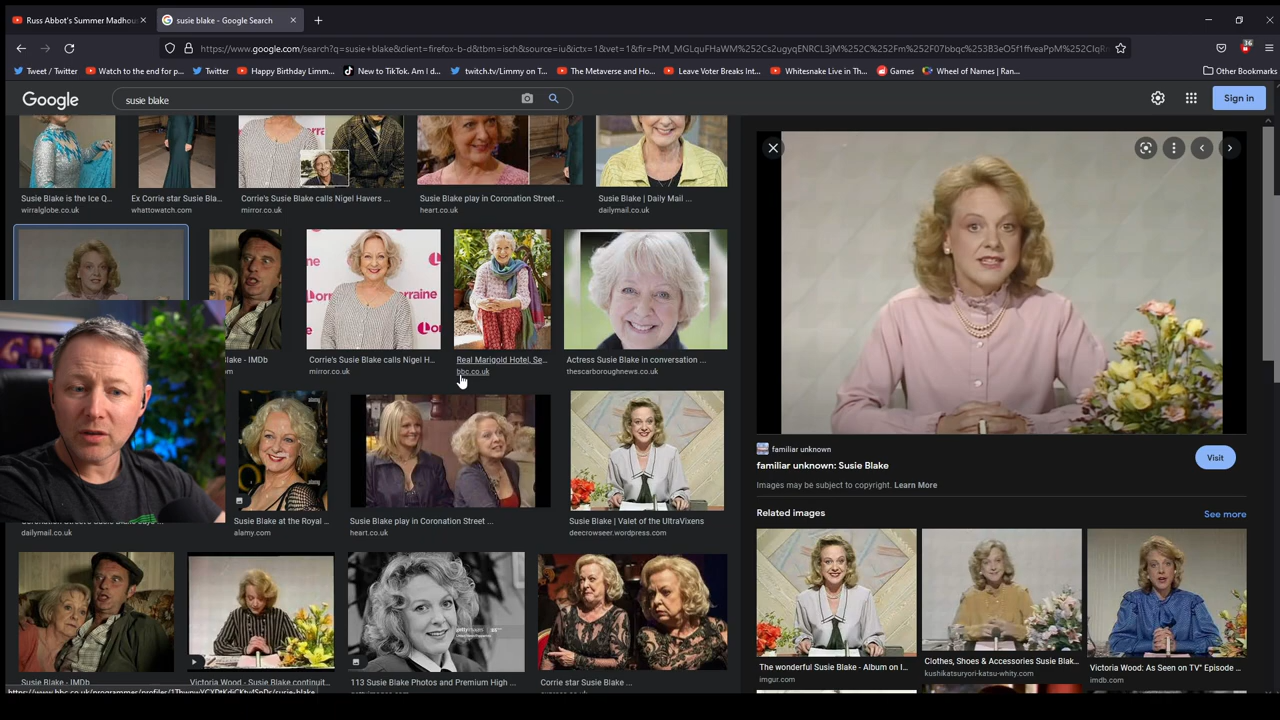 Russ Abbot's Summer Madhou
susie blake - Google Search
https://www.google.com/search?q=susie+blake&client=firefox-b-d&tbm=isch&source=iu&ictx=1&vet=1&fir=PtM_MGLquFHaWM%252Cs2ugyqENRCL3jM%252C%252Fm%252F07bbqc%253B3eO5f1ffveaPpM%252CIqR
36
Tweet / Twitter
Watch to the end for p...
Twitter
Happy Birthday Limm...
New to TikTok. Am I d...
twitch.tv/Limmy on T...
The Metaverse and Ho...
Leave Voter Breaks Int...
Whitesnake Live in Th...
Games
Wheel of Names | Ran...
Other Bookmarks
Google
susie blake
Sign in
Susie Blake is the Ice Q...
wirralglobe.co.uk
Ex Corrie star Susie Bla...
whattowatch.com
Corrie's Susie Blake calls Nigel Havers ...
mirror.co.uk
Susie Blake play in Coronation Street ...
heart.co.uk
Susie Blake | Daily Mail ...
dailymail.co.uk
lake - IMDb
m
Corrie's Susie Blake calls Nigel H...
mirror.co.uk
Real Marigold Hotel, Se...
bbc.co.uk
Actress Susie Blake in conversation ...
thescarboroughnews.co.uk
dailymail.co.uk
Susie Blake at the Royal ...
alamy.com
Susie Blake play in Coronation Street ...
heart.co.uk
Susie Blake | Valet of the UltraVixens
deecrowseer.wordpress.com
Susie Blake - IMDb
Victoria Wood - Susie Blake continuit...
113 Susie Blake Photos and Premium High ...
gettyimages.com
Corrie star Susie Blake ...
express.co.uk
familiar unknown
familiar unknown: Susie Blake
Visit
Images may be subject to copyright. Learn More
Related images
See more
The wonderful Susie Blake - Album on I...
imgur.com
Clothes, Shoes & Accessories Susie Blak...
kushikatsuryori-katsu-whity.com
Victoria Wood: As Seen on TV" Episode ...
imdb.com